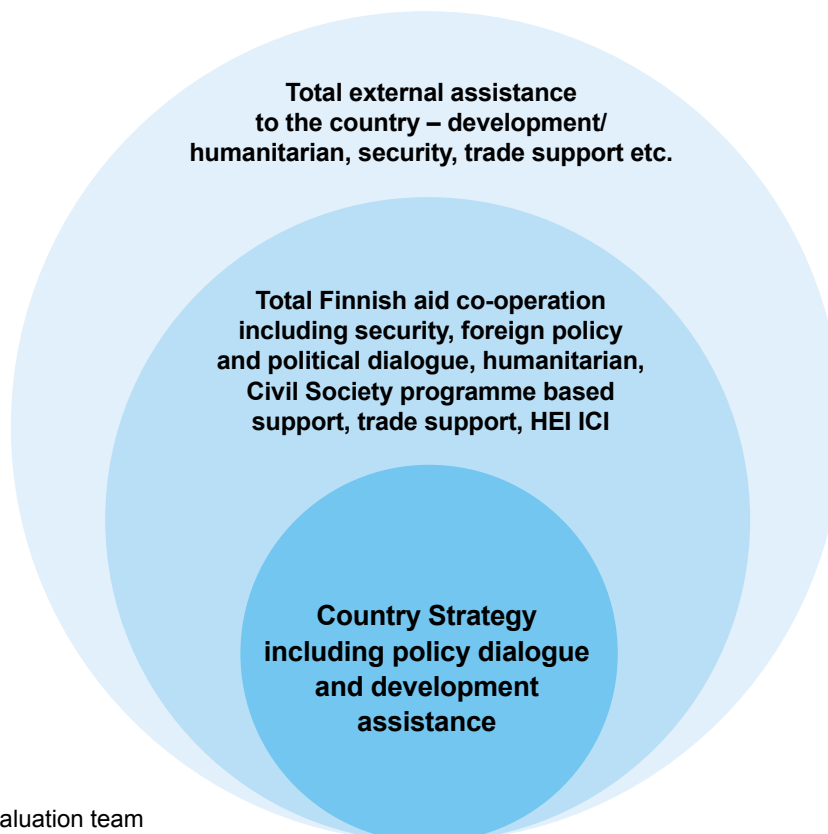 Total external assistance
to the country – development/
humanitarian, security, trade support etc.
Total Finnish aid co-operation
including security, foreign policy
and political dialogue, humanitarian,
Civil Society programme based
support, trade support, HEI ICI
Country Strategy
including policy dialogue
and development
assistance
aluation team